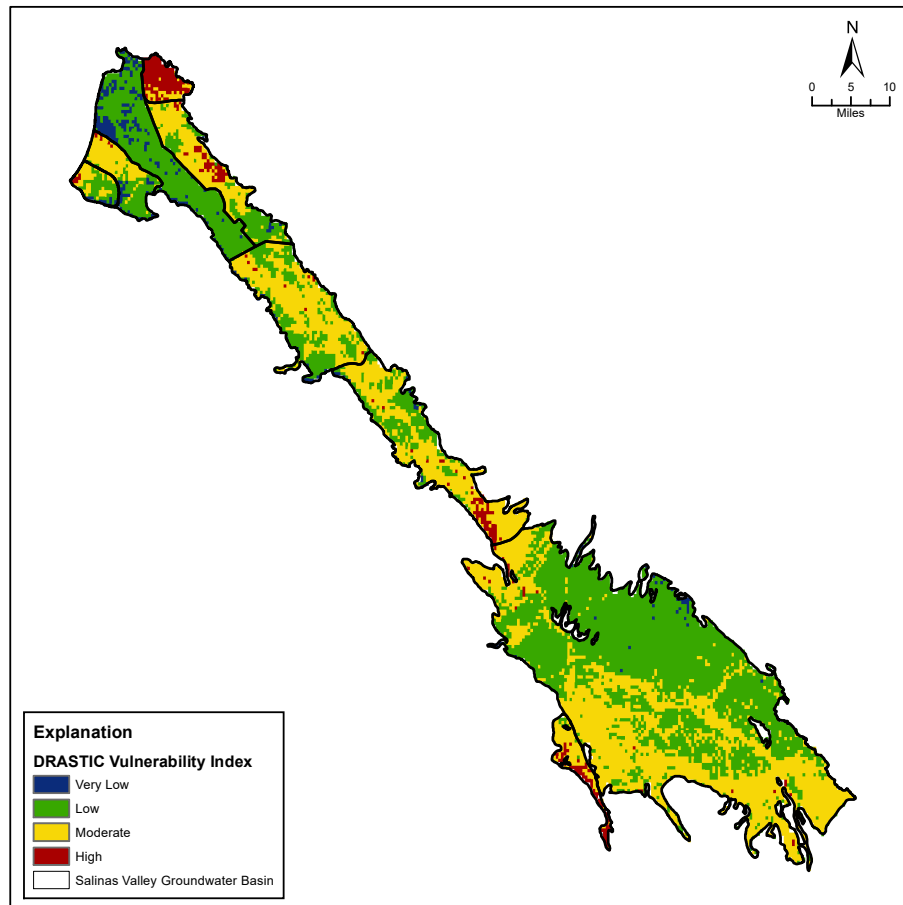 N
0 5 10
Miles
Explanation
DRASTIC Vulnerability Index
Very Low
Low
Moderate
High
Salinas Valley Groundwater Basin